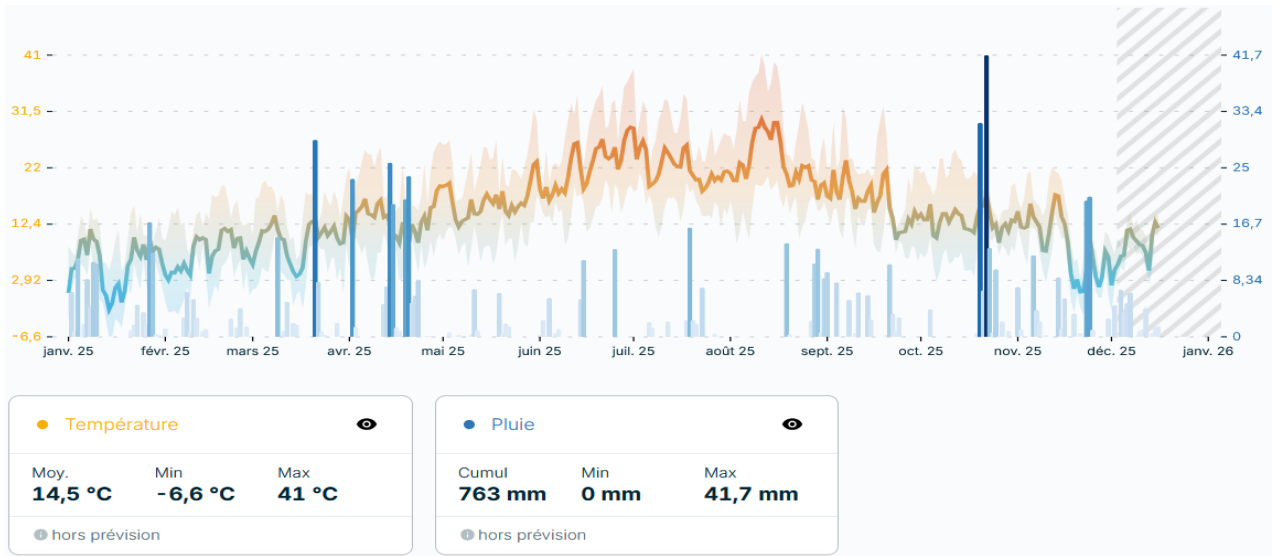 41 41,7
31,5 33,4
22 25
12,4 16,7
2,92 8,34
-6,6 0
janv. 25 févr. 25 mars 25 avr. 25 mai 25 juin 25 juil. 25 août 25 sept. 25 oct. 25 nov. 25 déc. 25 janv. 26
Température
Moy. Min Max
14,5 °C -6,6 °C 41 °C
hors prévision
Pluie
Cumul Min Max
763 mm 0 mm 41,7 mm
hors prévision